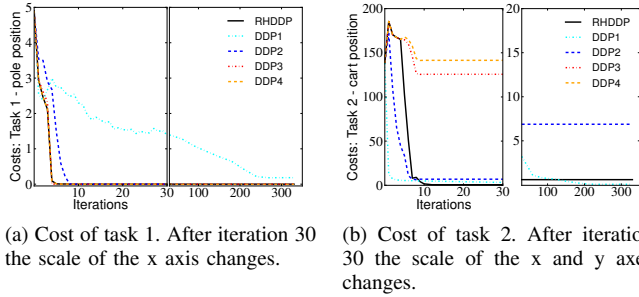 Costs: Task 1 - pole position
5
4
3
2
1
0
0 10 20 30 100 200 300
Iterations Iterations
RHDDP
DDP1
DDP2
DDP3
DDP4
(a) Cost of task 1. After iteration 30
the scale of the x axis changes.
Costs: Task 2 - cart position
200
150
100
50
0
0 10 20 30
Iterations
20
15
10
5
100 200 300
Iterations
RHDDP
DDP1
DDP2
DDP3
DDP4
(b) Cost of task 2. After iteratio
30 the scale of the x and y axe
changes.